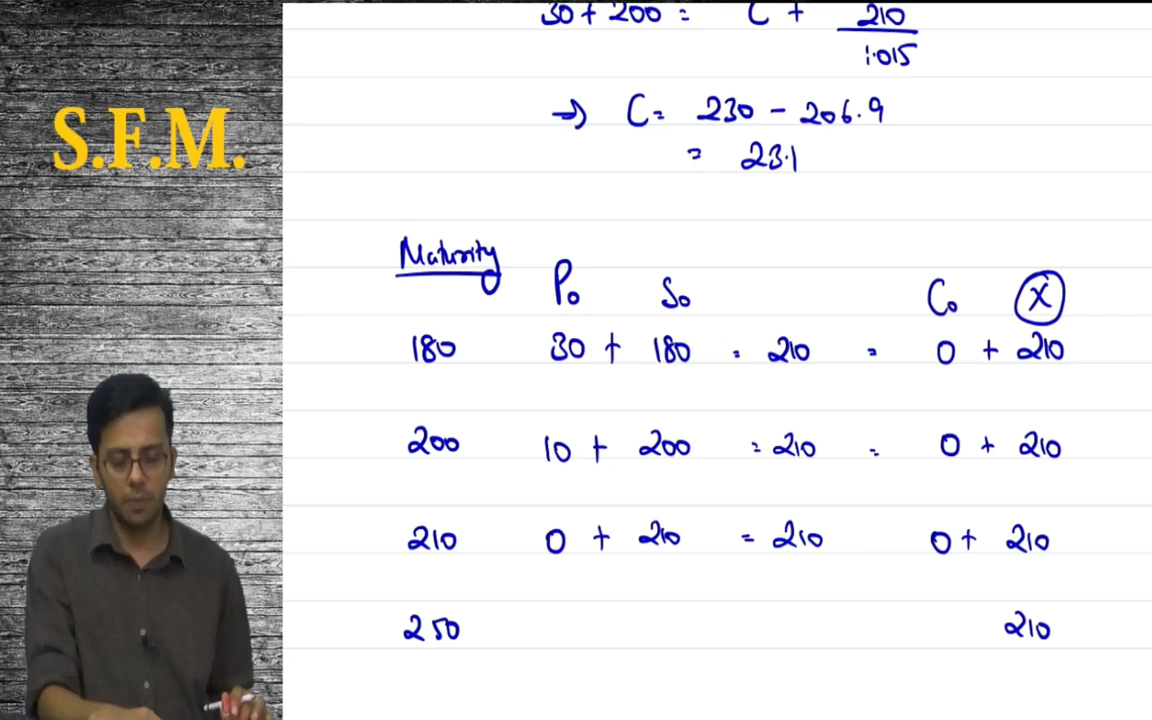 S.F.M.
30 + 200 = C + 210
1.015
⇒ C = 230 - 206.9
= 23.1
Maturity
P0 S0 C0 X
180 30 + 180 = 210 = 0 + 210
200 10 + 200 = 210 = 0 + 210
210 0 + 210 = 210 0 + 210
250 210